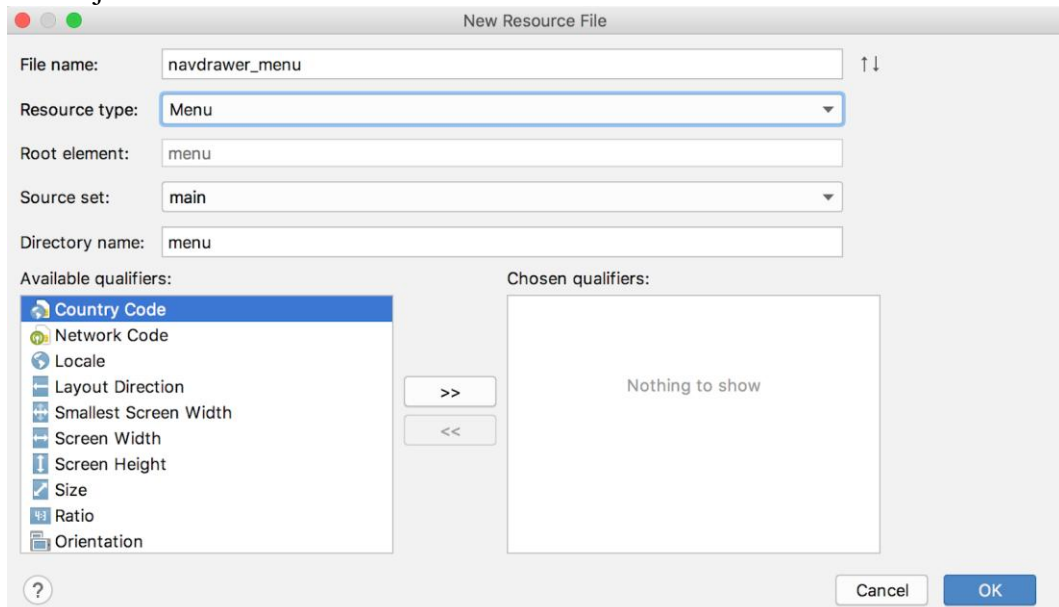 New Resource File
File name: navdrawer_menu ↑↓
Resource type: Menu
Root element: menu
Source set: main
Directory name: menu
Available qualifiers: Chosen qualifiers:
Country Code
Network Code
Locale
Layout Direction
Smallest Screen Width
Screen Width
Screen Height
Size
Ratio
Orientation
>>
<<
Nothing to show
?
Cancel OK